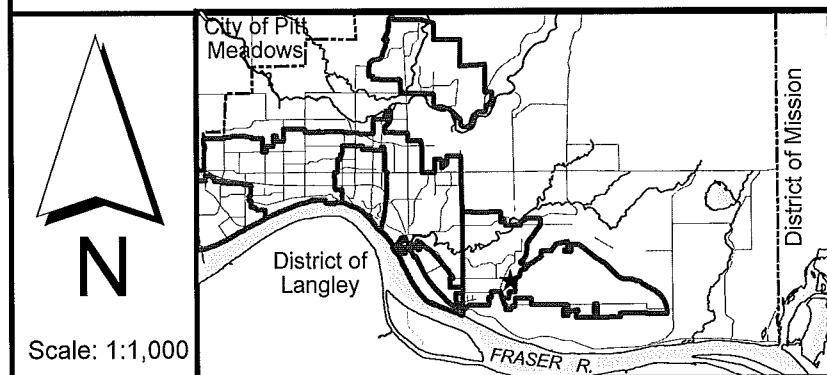 City of Pitt
Meadows
District of Mission
District of
Langley
N
Scale: 1:1,000
FRASER R.